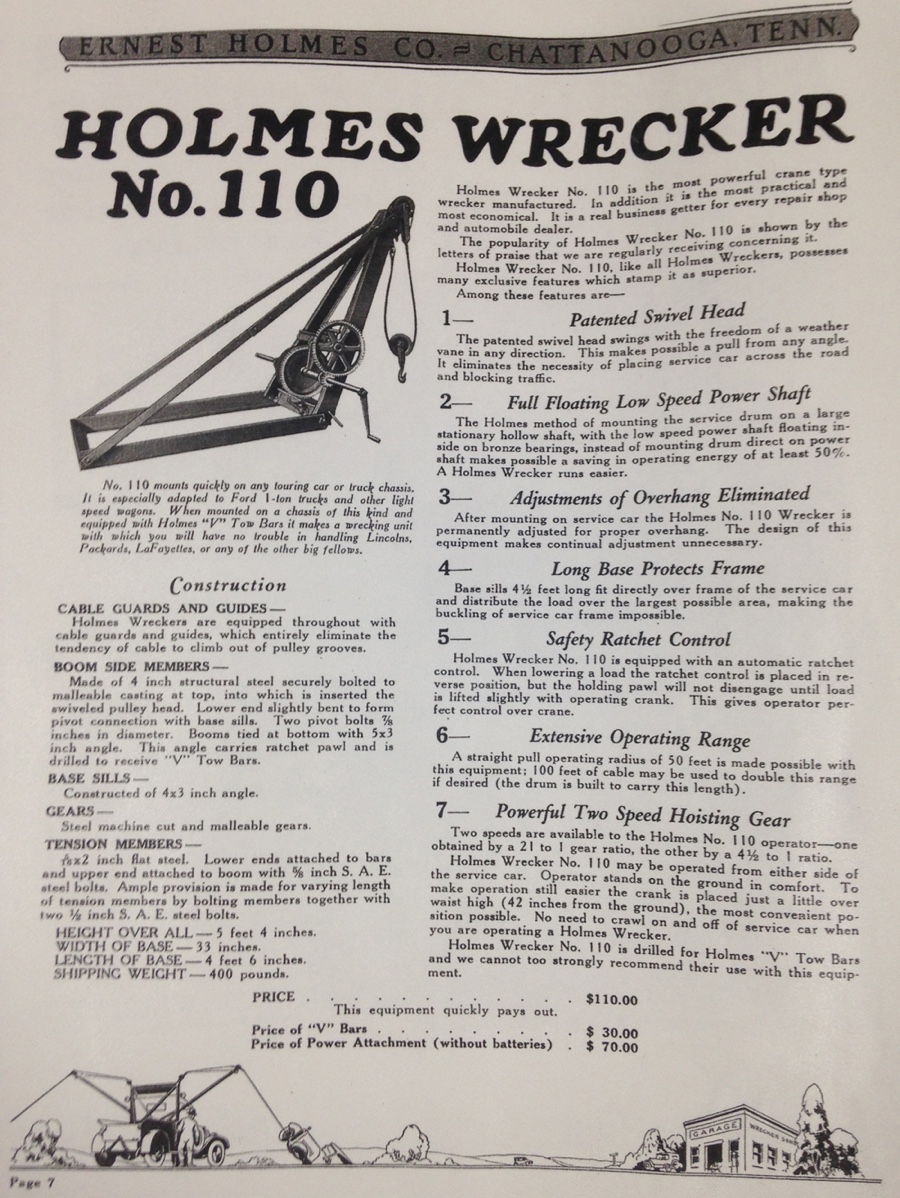 ERNEST HOLMES CO. = CHATTANOOGA, TENN.
HOLMES WRECKER
No. 110
No. 110 mounts quickly on any touring car or truck chassis.
It is especially adapted to Ford 1-ton trucks and other light
speed wagons. When mounted on a chassis of this kind and
equipped with Holmes "V" Tow Bars it makes a wrecking unit
with which you will have no trouble in handling Lincolns,
Packards, LaFayettes, or any of the other big fellows.
Construction
CABLE GUARDS AND GUIDES—
Holmes Wreckers are equipped throughout with
cable guards and guides, which entirely eliminate the
tendency of cable to climb out of pulley grooves.
BOOM SIDE MEMBERS—
Made of 4 inch structural steel securely bolted to
malleable casting at top, into which is inserted the
swiveled pulley head. Lower end slightly bent to form
pivot connection with base sills. Two pivot bolts ⅞
inches in diameter. Booms tied at bottom with 5x3
inch angle. This angle carries ratchet pawl and is
drilled to receive "V" Tow Bars.
BASE SILLS—
Constructed of 4x3 inch angle.
GEARS—
Steel machine cut and malleable gears.
TENSION MEMBERS—
inch flat steel. Lower ends attached to bars
and upper end attached to boom with ⅝ inch S. A. E.
steel bolts. Ample provision is made for varying length
of tension members by bolting members together with
two ½ inch S. A. E. steel bolts.
HEIGHT OVER ALL—5 feet 4 inches.
WIDTH OF BASE—33 inches.
LENGTH OF BASE—4 feet 6 inches.
SHIPPING WEIGHT—400 pounds.
Holmes Wrecker No. 110 is the most powerful crane type
wrecker manufactured. In addition it is the most practical and
most economical. It is a real business getter for every repair shop
and automobile dealer.
The popularity of Holmes Wrecker No. 110 is shown by the
letters of praise that we are regularly receiving concerning it.
Holmes Wrecker No. 110, like all Holmes Wreckers, possesses
many exclusive features which stamp it as superior.
Among these features are—
1— Patented Swivel Head
The patented swivel head swings with the freedom of a weather
vane in any direction. This makes possible a pull from any angle.
It eliminates the necessity of placing service car across the road
and blocking traffic.
2— Full Floating Low Speed Power Shaft
The Holmes method of mounting the service drum on a large
stationary hollow shaft, with the low speed power shaft floating in-
side on bronze bearings, instead of mounting drum direct on power
shaft makes possible a saving in operating energy of at least 50%.
A Holmes Wrecker runs easier.
3— Adjustments of Overhang Eliminated
After mounting on service car the Holmes No. 110 Wrecker is
permanently adjusted for proper overhang. The design of this
equipment makes continual adjustment unnecessary.
4— Long Base Protects Frame
Base sills 4½ feet long fit directly over frame of the service car
and distribute the load over the largest possible area, making the
buckling of service car frame impossible.
5— Safety Ratchet Control
Holmes Wrecker No. 110 is equipped with an automatic ratchet
control. When lowering a load the ratchet control is placed in re-
verse position, but the holding pawl will not disengage until load
is lifted slightly with operating crank. This gives operator per-
fect control over crane.
6— Extensive Operating Range
A straight pull operating radius of 50 feet is made possible with
this equipment; 100 feet of cable may be used to double this range
if desired (the drum is built to carry this length).
7— Powerful Two Speed Hoisting Gear
Two speeds are available to the Holmes No. 110 operator—one
obtained by a 21 to 1 gear ratio, the other by a 4½ to 1 ratio.
Holmes Wrecker No. 110 may be operated from either side of
the service car. Operator stands on the ground in comfort. To
make operation still easier the crank is placed just a little over
waist high (42 inches from the ground), the most convenient po-
sition possible. No need to crawl on and off of service car when
you are operating a Holmes Wrecker.
Holmes Wrecker No. 110 is drilled for Holmes "V" Tow Bars
and we cannot too strongly recommend their use with this equip-
ment.
PRICE . . . . . . . . . . . $110.00
This equipment quickly pays out.
Price of "V" Bars . . . . . . . . . $ 30.00
Price of Power Attachment (without batteries) . $ 70.00
GARAGE
WRECKER
Page 7